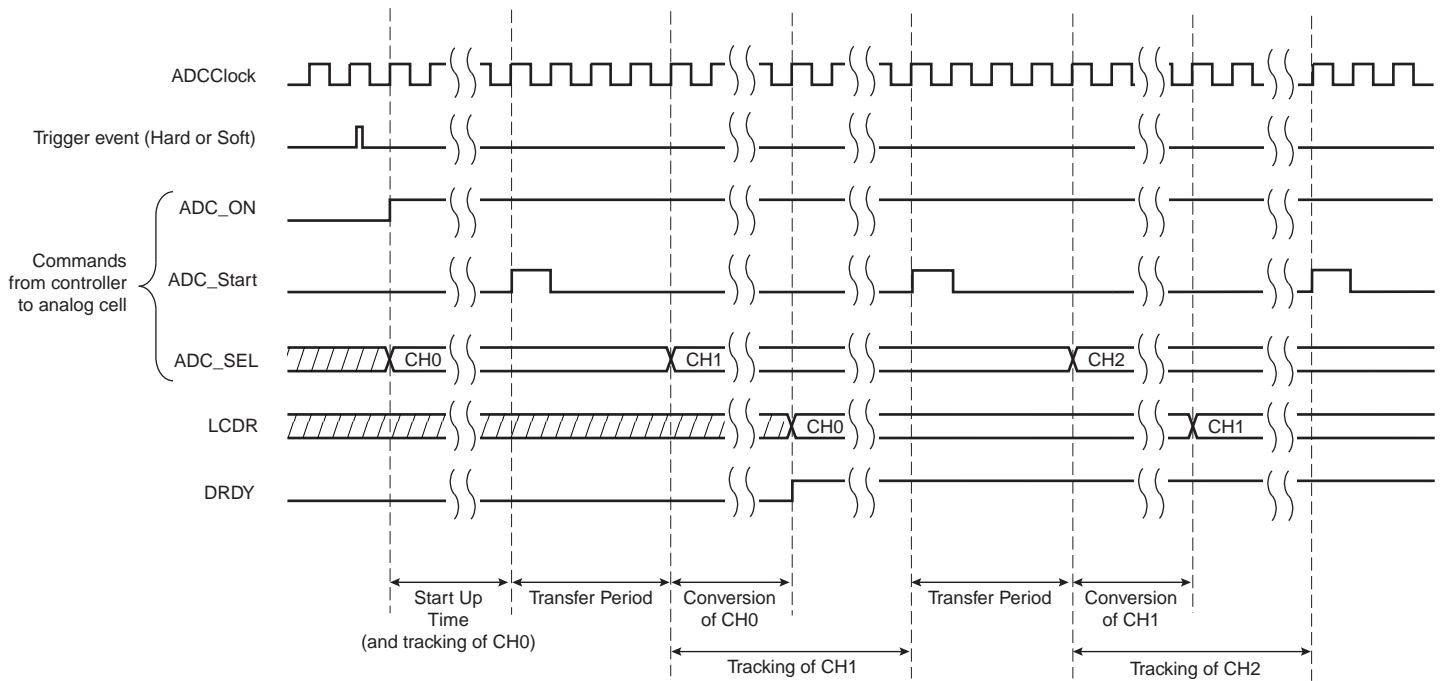 ADCClock
Trigger event (Hard or Soft)
ADC_ON
Commands
from controller
to analog cell
ADC_Start
ADC_SEL
CH0
CH1
CH2
LCDR
CH0
CH1
DRDY
Start Up
Time
(and tracking of CH0)
Transfer Period
Conversion
of CH0
Transfer Period
Conversion
of CH1
Tracking of CH1
Tracking of CH2